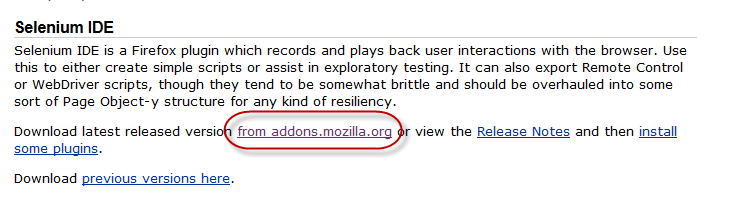 Selenium IDE
Selenium IDE is a Firefox plugin which records and plays back user interactions with the browser. Use
this to either create simple scripts or assist in exploratory testing. It can also export Remote Control
or WebDriver scripts, though they tend to be somewhat brittle and should be overhauled into some
sort of Page Object-y structure for any kind of resiliency.
Download latest released version from addons.mozilla.org or view the Release Notes and then install
some plugins.
Download previous versions here.